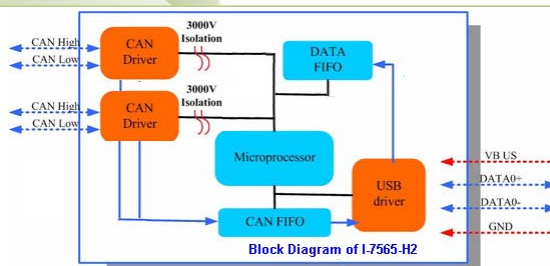 3000V
Isolation
CAN High
CAN Low
CAN
Driver
DATA
FIFO
3000V
Isolation
CAN High
CAN Low
CAN
Driver
Microprocessor
USB
driver
VB US
DATA0+
DATA0-
GND
CAN FIFO
Block Diagram of I-7565-H2